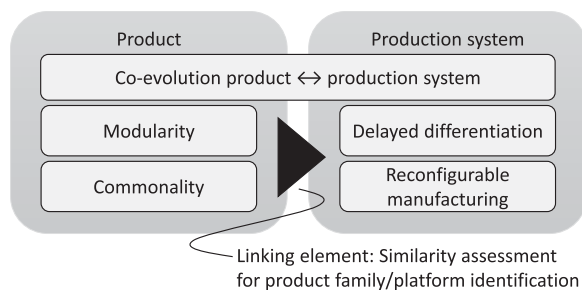 Product
Production system
Co-evolution product ↔ production system
Modularity
Delayed differentiation
Commonality
Reconfigurable
manufacturing
Linking element: Similarity assessment
for product family/platform identification